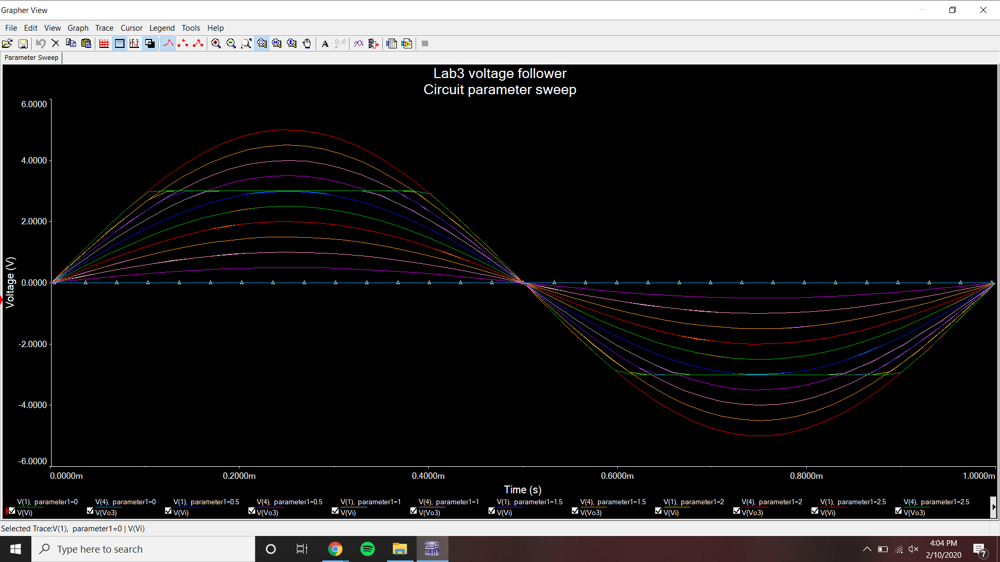 Grapher View
File Edit View Graph Trace Cursor Legend Tools Help
A
Parameter Sweep
Lab3 voltage follower
Circuit parameter sweep
6.0000
4.0000
2.0000
0.0000
-2.0000
-4.0000
-6.0000
Voltage (V)
0.0000m 0.2000m 0.4000m 0.6000m 0.8000m 1.0000m
Time (s)
V(1), parameter1=0 V(4), parameter1=0 V(1), parameter1=0.5 V(4), parameter1=0.5 V(1), parameter1=1 V(4), parameter1=1 V(1), parameter1=1.5 V(4), parameter1=1.5 V(1), parameter1=2 V(4), parameter1=2 V(1), parameter1=2.5 V(4), parameter1=2.5
V(Vi) V(Vo3) V(Vi) V(Vo3) V(Vi) V(Vo3) V(Vi) V(Vo3) V(Vi) V(Vo3) V(Vi) V(Vo3)
Selected Trace:V(1), parameter1=0 | V(Vi)
Type here to search
4:04 PM
2/10/2020
7